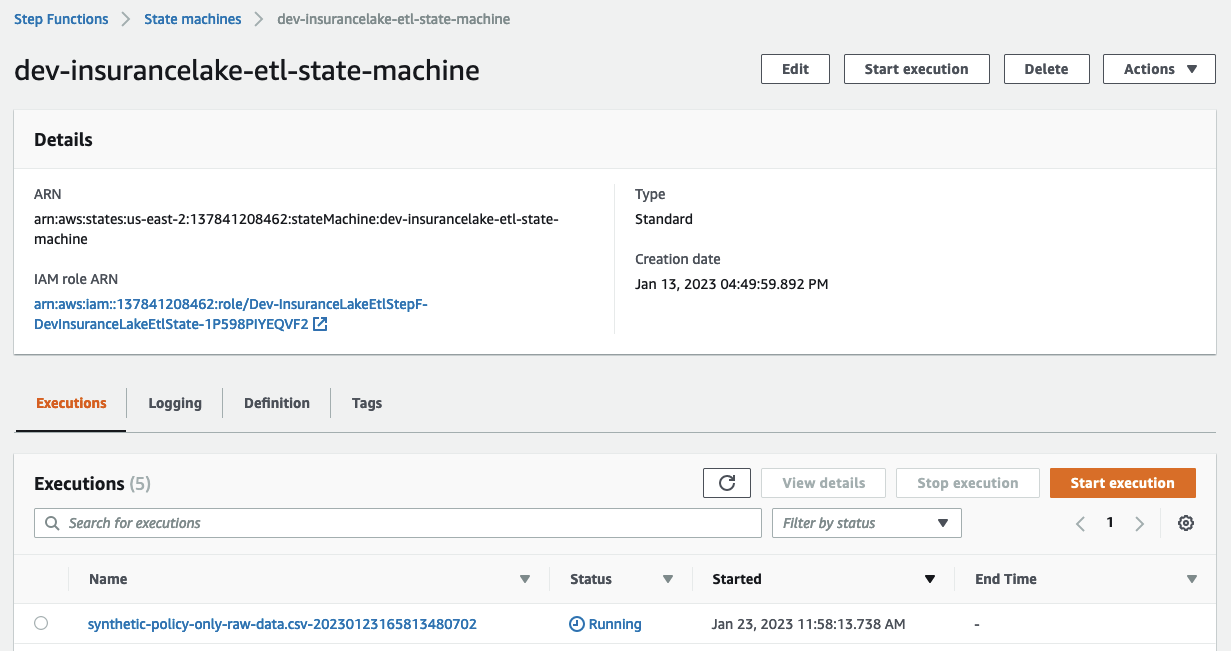 Step Functions > State machines > dev-insurancelake-etl-state-machine
dev-insurancelake-etl-state-machine
Edit
Start execution
Delete
Actions
Details
ARN
arn:aws:states:us-east-2:137841208462:stateMachine:dev-insurancelake-etl-state-
machine
IAM role ARN
arn:aws:iam::137841208462:role/Dev-InsuranceLakeEtlStepF-
DevInsuranceLakeEtlState-1P598PIYEQVF2
Type
Standard
Creation date
Jan 13, 2023 04:49:59.892 PM
Executions
Logging
Definition
Tags
Executions (5)
View details
Stop execution
Start execution
Search for executions
Filter by status
1
Name
Status
Started
End Time
synthetic-policy-only-raw-data.csv-20230123165813480702
Running
Jan 23, 2023 11:58:13.738 AM
-